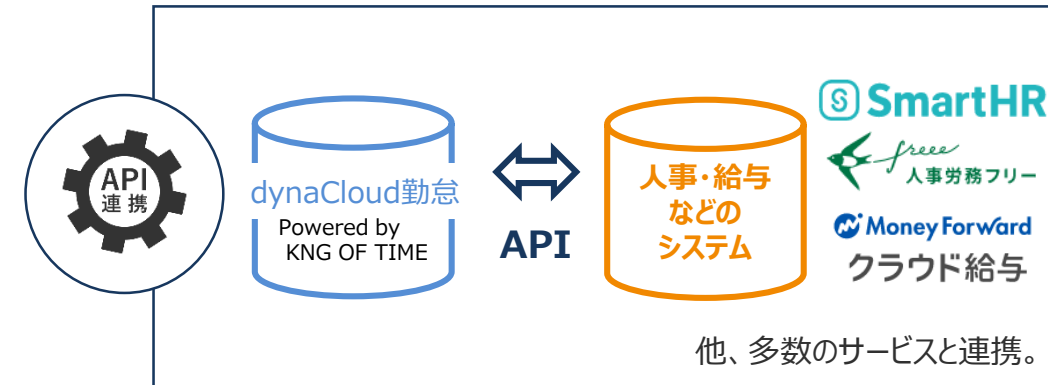 API
連携
dynaCloud勤怠
Powered by
KNG OF TIME
API
人事・給与
などの
システム
SmartHR
freee
人事労務フリー
Money Forward
クラウド給与
他、多数のサービスと連携。